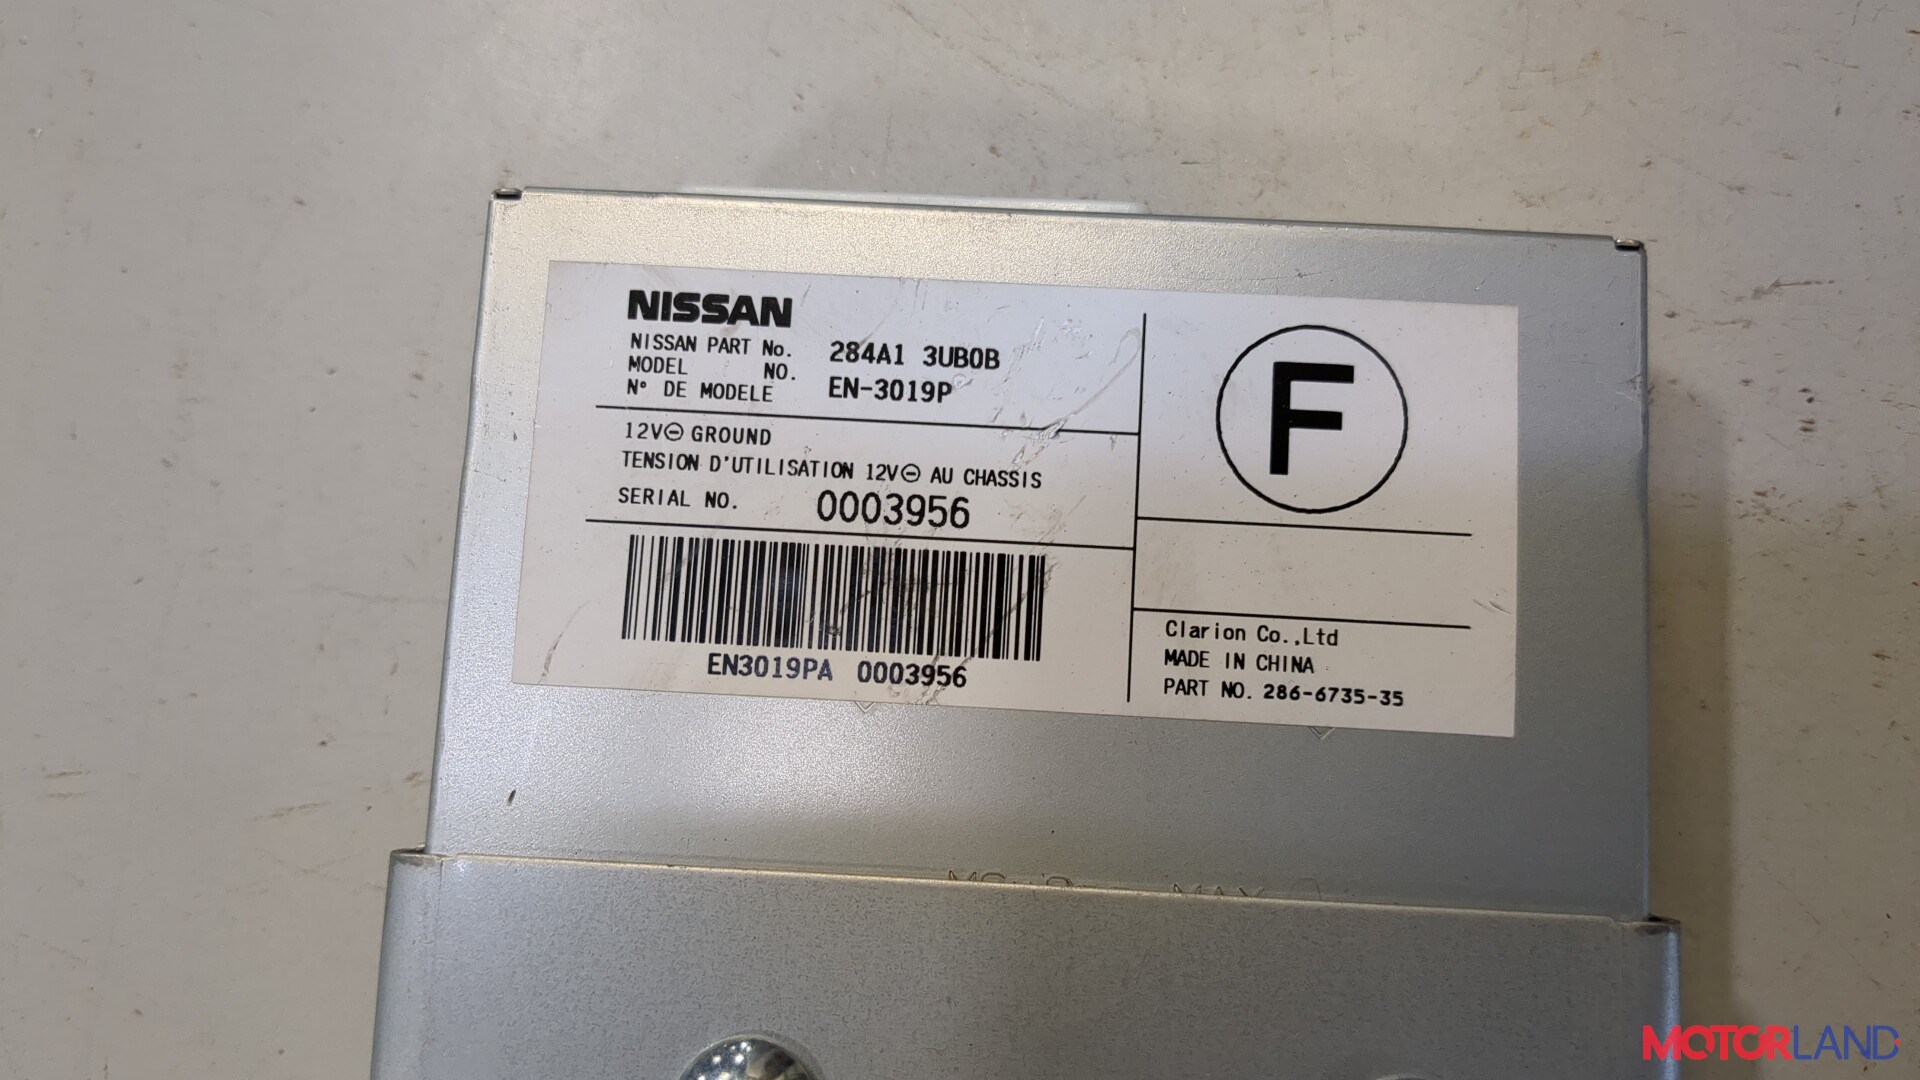 NISSAN
NISSAN PART No. 284A1 3UB0B
MODEL NO. EN-3019P
N° DE MODELE
12V⊖ GROUND
TENSION D'UTILISATION 12V⊖ AU CHASSIS
SERIAL NO. 0003956
EN3019PA 0003956
F
Clarion Co.,Ltd
MADE IN CHINA
PART NO. 286-6735-35
MOTORLAND